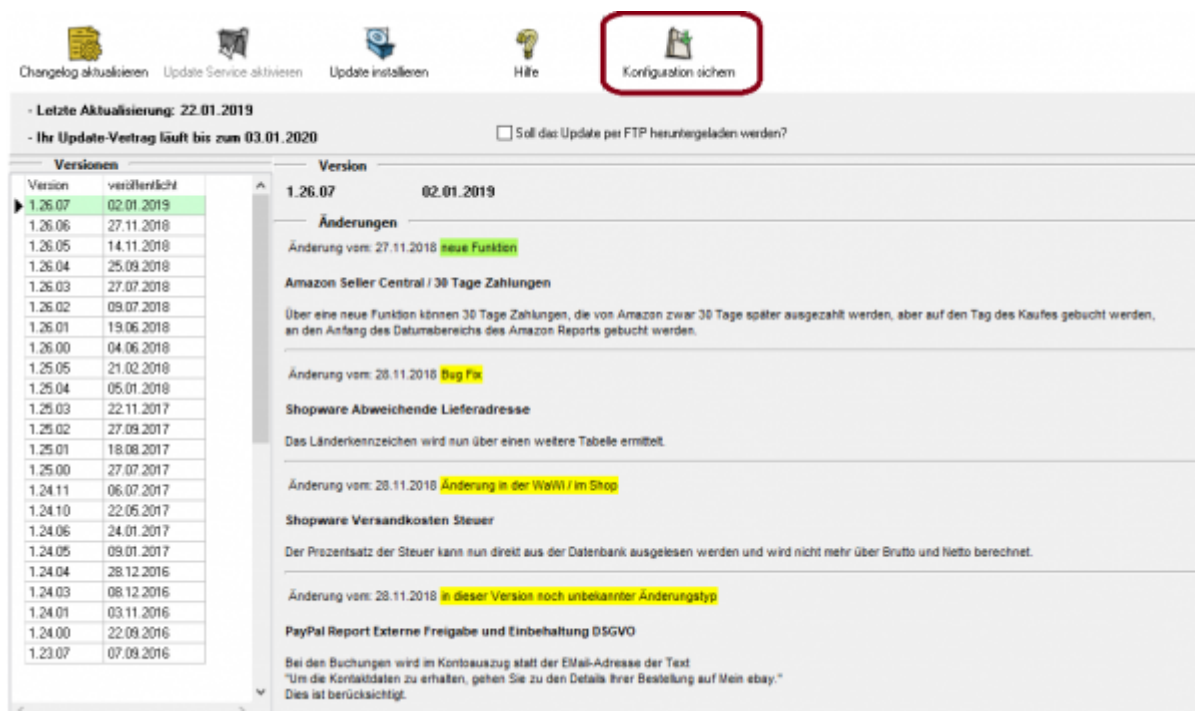 Changelog aktualisieren Update Service aktivieren Update installieren Hilfe Konfiguration sichern
- Letzte Aktualisierung: 22.01.2019
- Ihr Update-Vertrag läuft bis zum 03.01.2020
Soll das Update per FTP heruntergeladen werden?
Versionen
Version veröffentlicht
1.26.07 02.01.2019
1.26.06 27.11.2018
1.26.05 14.11.2018
1.26.04 25.09.2018
1.26.03 27.07.2018
1.26.02 09.07.2018
1.26.01 19.06.2018
1.26.00 04.06.2018
1.25.05 21.02.2018
1.25.04 05.01.2018
1.25.03 22.11.2017
1.25.02 27.09.2017
1.25.01 18.08.2017
1.25.00 27.07.2017
1.24.11 06.07.2017
1.24.10 22.05.2017
1.24.06 24.01.2017
1.24.05 09.01.2017
1.24.04 28.12.2016
1.24.03 08.12.2016
1.24.01 03.11.2016
1.24.00 22.09.2016
1.23.07 07.09.2016
Version
1.26.07 02.01.2019
Änderungen
Änderung vom: 27.11.2018 neue Funktion
Amazon Seller Central / 30 Tage Zahlungen
Über eine neue Funktion können 30 Tage Zahlungen, die von Amazon zwar 30 Tage später ausgezahlt werden, aber auf den Tag des Kaufes gebucht werden,
an den Anfang des Datumsbereichs des Amazon Reports gebucht werden.
Änderung vom: 28.11.2018 Bug Fix
Shopware Abweichende Lieferadresse
Das Länderkennzeichen wird nun über einen weitere Tabelle ermittelt.
Änderung vom: 28.11.2018 Änderung in der WaWi / im Shop
Shopware Versandkosten Steuer
Der Prozentsatz der Steuer kann nun direkt aus der Datenbank ausgelesen werden und wird nicht mehr über Brutto und Netto berechnet.
Änderung vom: 28.11.2018 in dieser Version noch unbekannter Änderungstyp
PayPal Report Externe Freigabe und Einbehaltung DSGVO
Bei den Buchungen wird im Kontoauszug statt der EMail-Adresse der Text
"Um die Kontaktdaten zu erhalten, gehen Sie zu den Details Ihrer Bestellung auf Mein ebay."
Dies ist berücksichtigt.